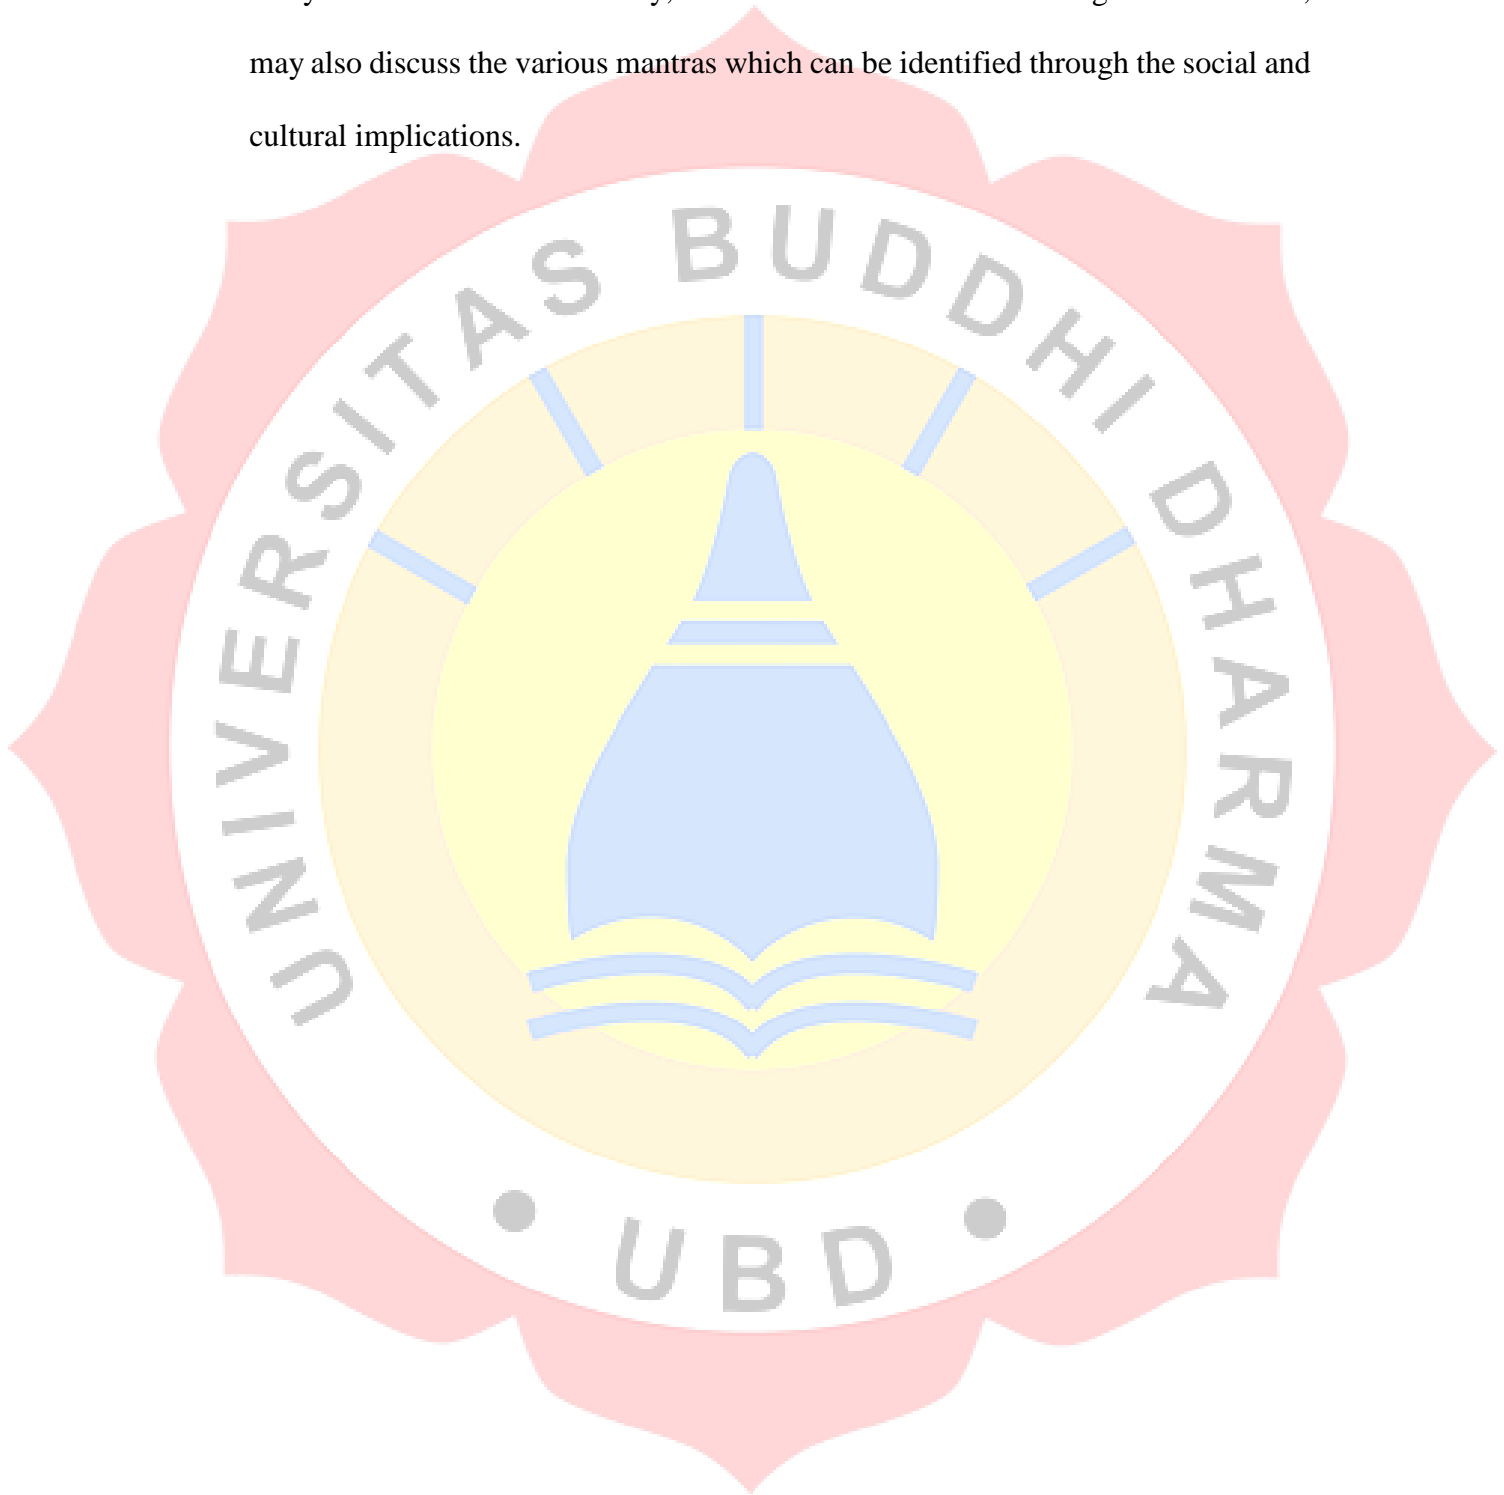 may also discuss the various mantras which can be identified through the social and
cultural implications.
UNIVERSITAS BUDDHI DHARMA
• UBD •